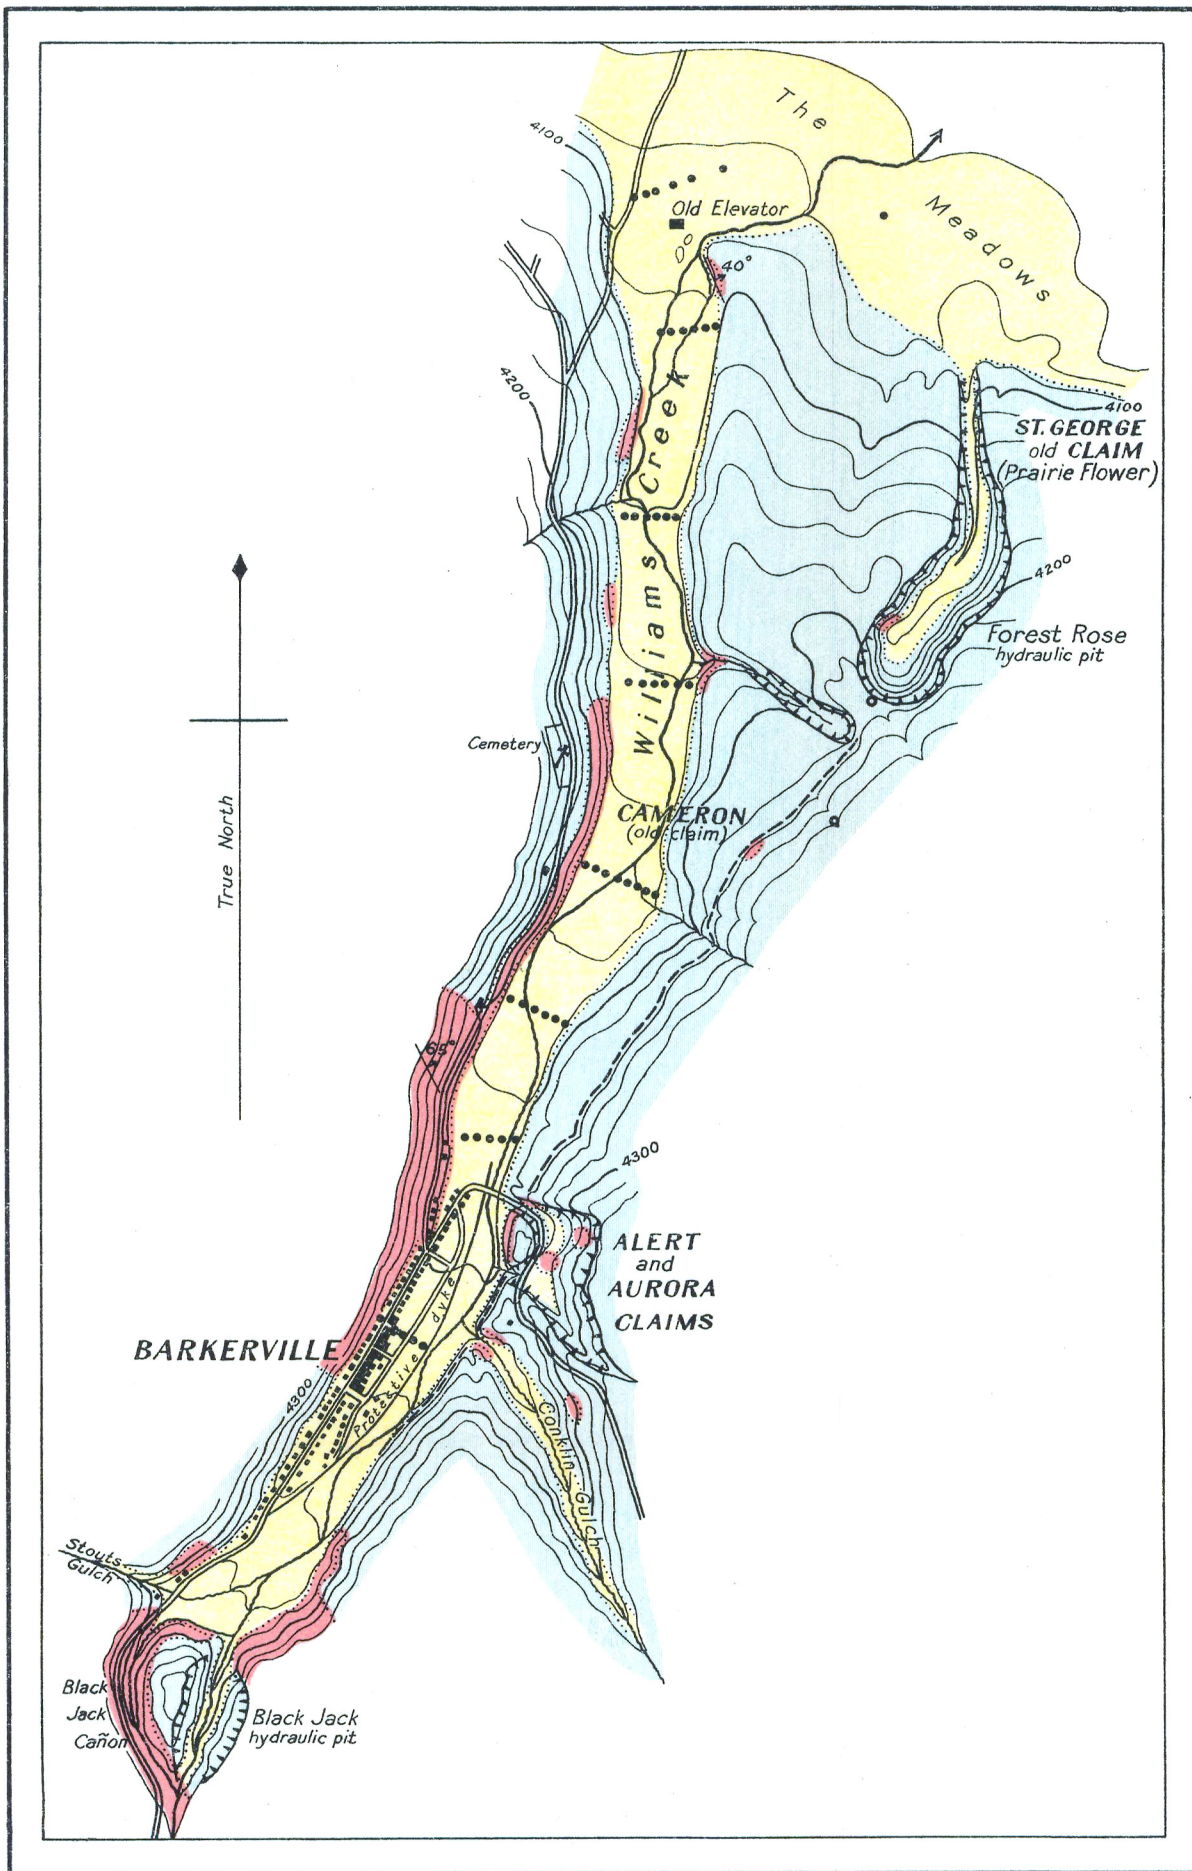 The
4100
Old Elevator
Meadows
40°
4200
4100
ST. GEORGE
old CLAIM
(Prairie Flower)
Williams Creek
4200
Forest Rose
hydraulic pit
Cemetery
True North
CAMERON
(old claim)
65°
4300
ALERT
and
AURORA
CLAIMS
BARKERVILLE
Protective dyke
4300
Conklin Gulch
Stouts
Gulch
Black
Jack
Cañon
Black Jack
hydraulic pit